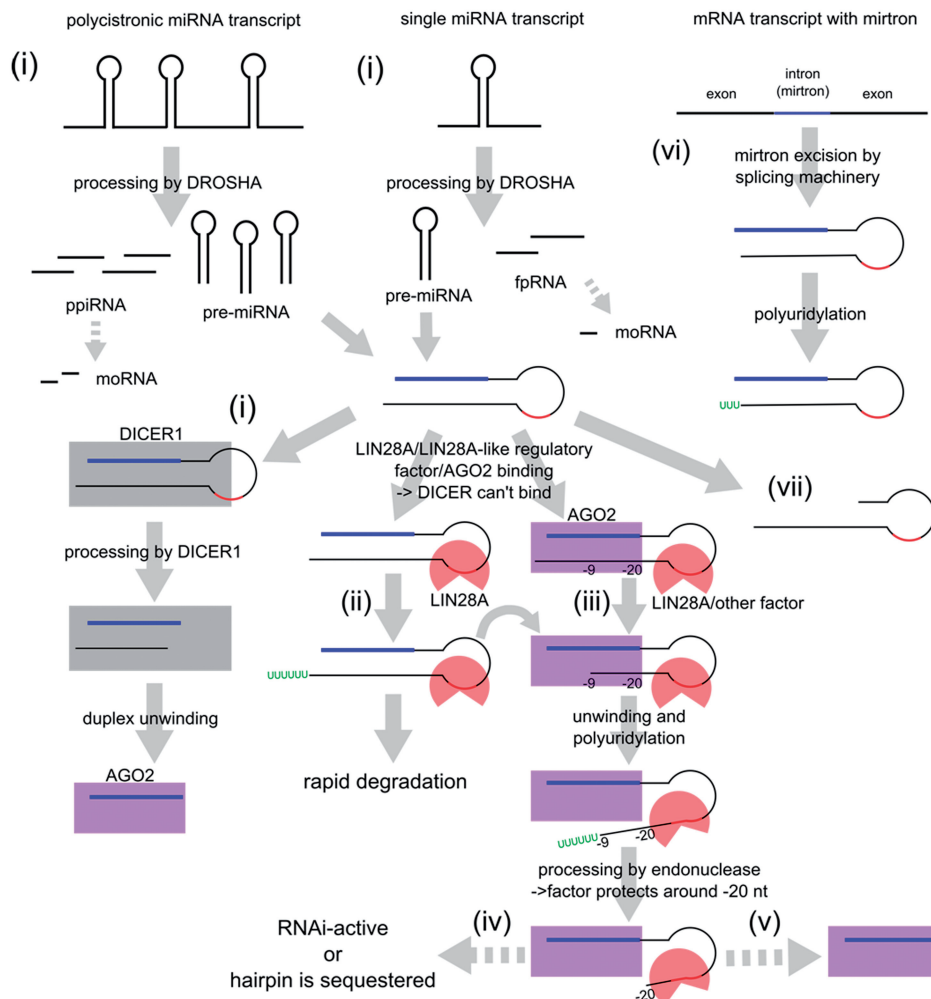 polycistronic miRNA transcript
single miRNA transcript
mRNA transcript with mirtron
(i)
(i)
intron
(mirtron)
exon
exon
(vi)
mirtron excision by
splicing machinery
processing by DROSHA
processing by DROSHA
ppiRNA
pre-miRNA
pre-miRNA
fpRNA
moRNA
moRNA
polyuridylation
UUU
(i)
DICER1
LIN28A/LIN28A-like regulatory
factor/AGO2 binding
-> DICER can't bind
(vii)
AGO2
-9
-20
processing by DICER1
LIN28A
LIN28A/other factor
(ii)
(iii)
UUUUUU
-9
-20
duplex unwinding
unwinding and
polyuridylation
AGO2
rapid degradation
UUUUUU
-9
-20
processing by endonuclease
->factor protects around -20 nt
(iv)
(v)
RNAi-active
or
hairpin is sequestered
-20